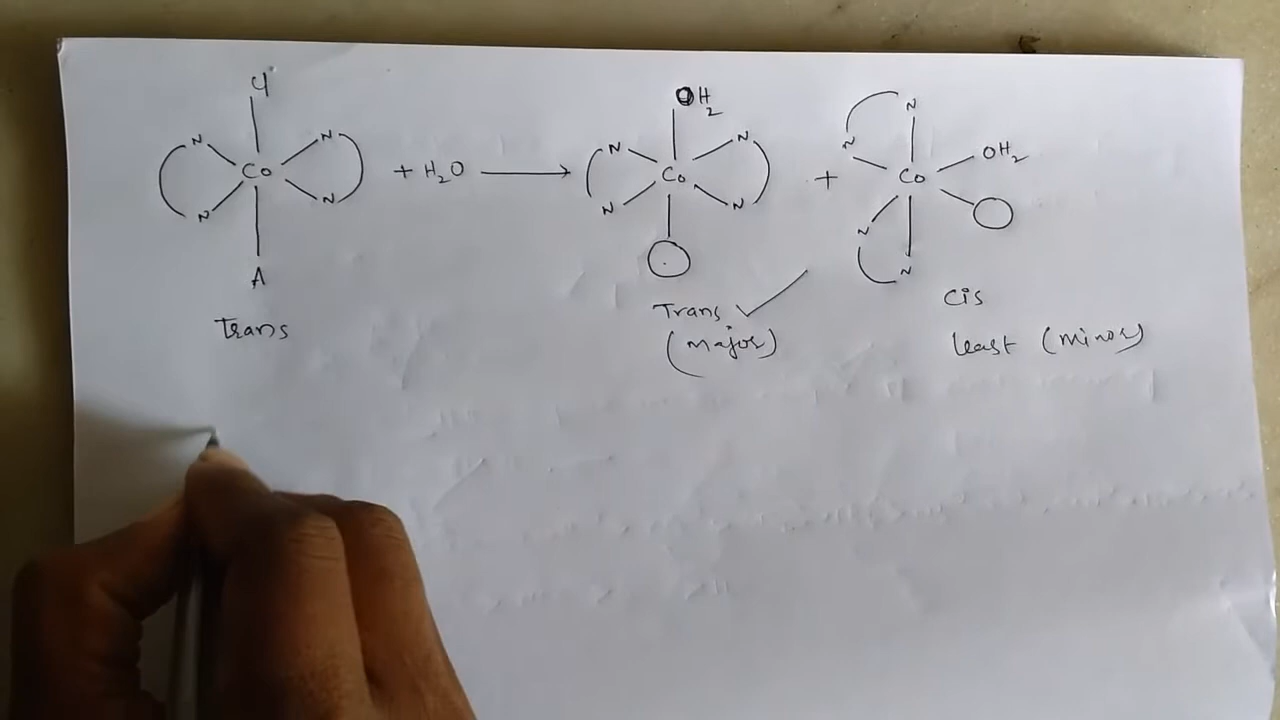 Cl
N N
Co
N N
A
Trans
+ H2O ⟶
OH2
N N
Co
N N
Trans ✓
(Major)
+
N
N OH2
Co
N
N
Cis
least (minor)